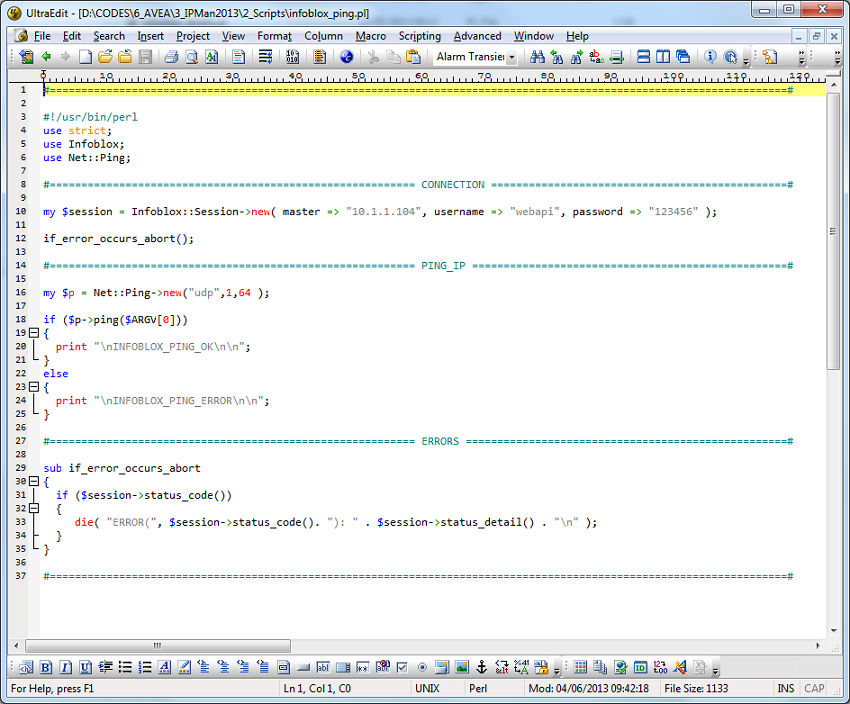 UltraEdit - [D:\CODES\6_AVEA\3_IPMan2013\2_Scripts\infoblox_ping.pl]
File Edit Search Insert Project View Format Column Macro Scripting Advanced Window Help
Alarm Transier
0 10 20 30 40 50 60 70 80 90 100 110 120
1 #==========================================================================================#
2
3 #!/usr/bin/perl
4 use strict;
5 use Infoblox;
6 use Net::Ping;
7
8 #============================================= CONNECTION =====================================#
9
10 my $session = Infoblox::Session->new( master => "10.1.1.104", username => "webapi", password => "123456" );
11
12 if_error_occurs_abort();
13
14 #============================================= PING_IP =======================================#
15
16 my $p = Net::Ping->new("udp",1,64 );
17
18 if ($p->ping($ARGV[0]))
19 {
20 print "\nINFOBLOX_PING_OK\n\n";
21 }
22 else
23 {
24 print "\nINFOBLOX_PING_ERROR\n\n";
25 }
26
27 #============================================= ERRORS ========================================#
28
29 sub if_error_occurs_abort
30 {
31 if ($session->status_code())
32 {
33 die( "ERROR(", $session->status_code(). "): " . $session->status_detail() . "\n" );
34 }
35 }
36
37 #==========================================================================================#
For Help, press F1 Ln 1, Col 1, C0 UNIX Perl Mod: 04/06/2013 09:42:18 File Size: 1133 INS CAP